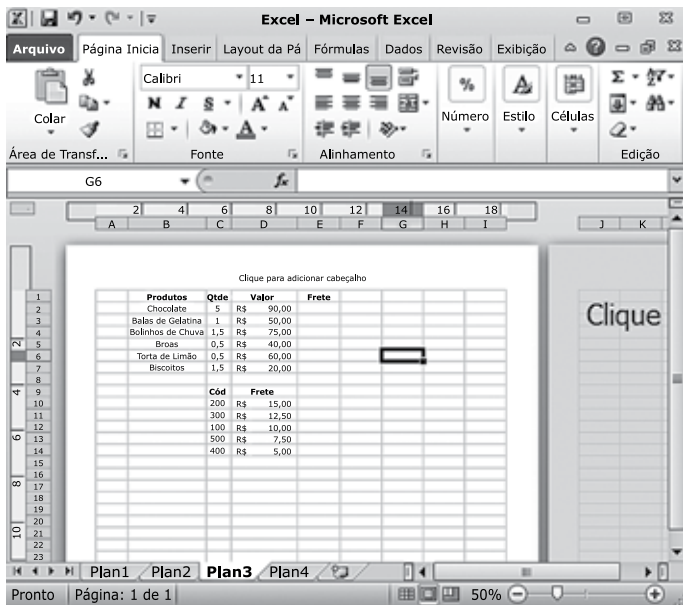 Excel – Microsoft Excel
Arquivo Página Inicia Inserir Layout da Pá Fórmulas Dados Revisão Exibição
Calibri 11
N I S A A
% A Σ
Colar Número Estilo Células
Área de Transf... Fonte Alinhamento Edição
G6 fx
2 4 6 8 10 12 14 16 18
A B C D E F G H I J K
Clique para adicionar cabeçalho
Clique
1 Produtos Qtde Valor Frete
2 Chocolate 5 R$ 90,00
3 Balas de Gelatina 1 R$ 50,00
4 Bolinhos de Chuva 1,5 R$ 75,00
5 Broas 0,5 R$ 40,00
6 Torta de Limão 0,5 R$ 60,00
7 Biscoitos 1,5 R$ 20,00
8
9 Cód Frete
10 200 R$ 15,00
11 300 R$ 12,50
12 100 R$ 10,00
13 500 R$ 7,50
14 400 R$ 5,00
15
16
17
18
19
20
21
22
23
2 4 6 8 10
Plan1 Plan2 Plan3 Plan4
Pronto Página: 1 de 1 50%